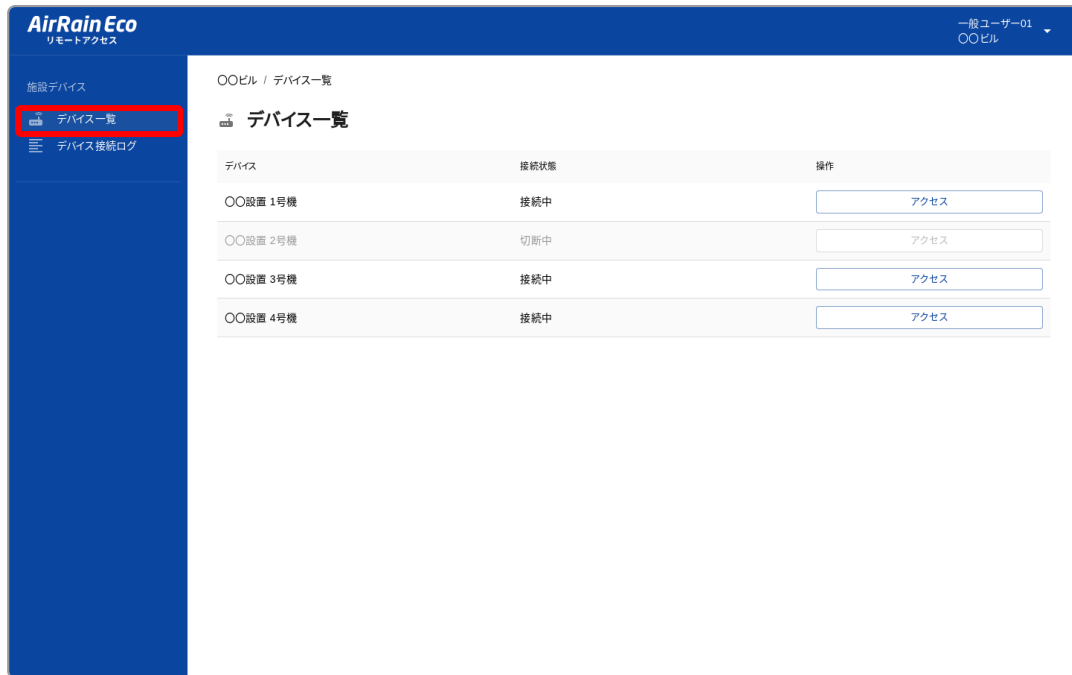 AirRain Eco
リモートアクセス
一般ユーザー01
〇〇ビル
施設デバイス
デバイス一覧
デバイス接続ログ
〇〇ビル / デバイス一覧
デバイス一覧
デバイス 接続状態 操作
〇〇設置 1号機 接続中 アクセス
〇〇設置 2号機 切断中 アクセス
〇〇設置 3号機 接続中 アクセス
〇〇設置 4号機 接続中 アクセス